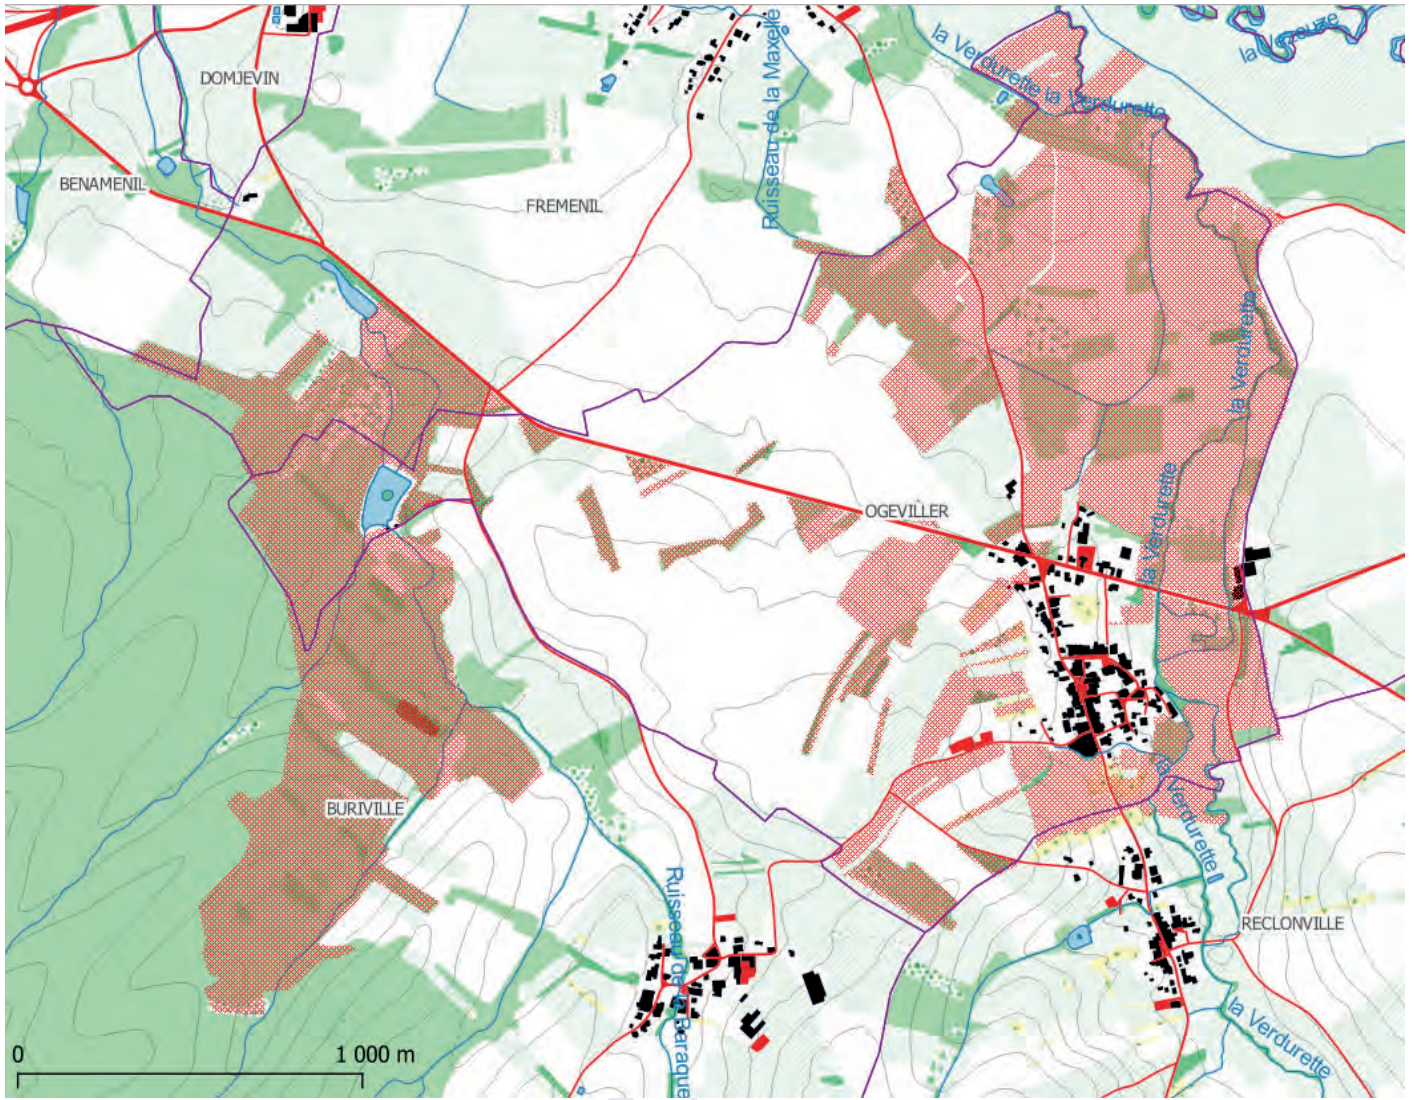 la Verdurette la Verdurette
la Vezouze
DOMJEVIN
Ruisseau de la Maxelle
BENAMENIL
FREMENIL
la Verdurette
OGEVILLER
la Verdurette
BURIVILLE
la Verdurette
Ruisseau de la Baraque
RECLONVILLE
la Verdurette
0 1 000 m